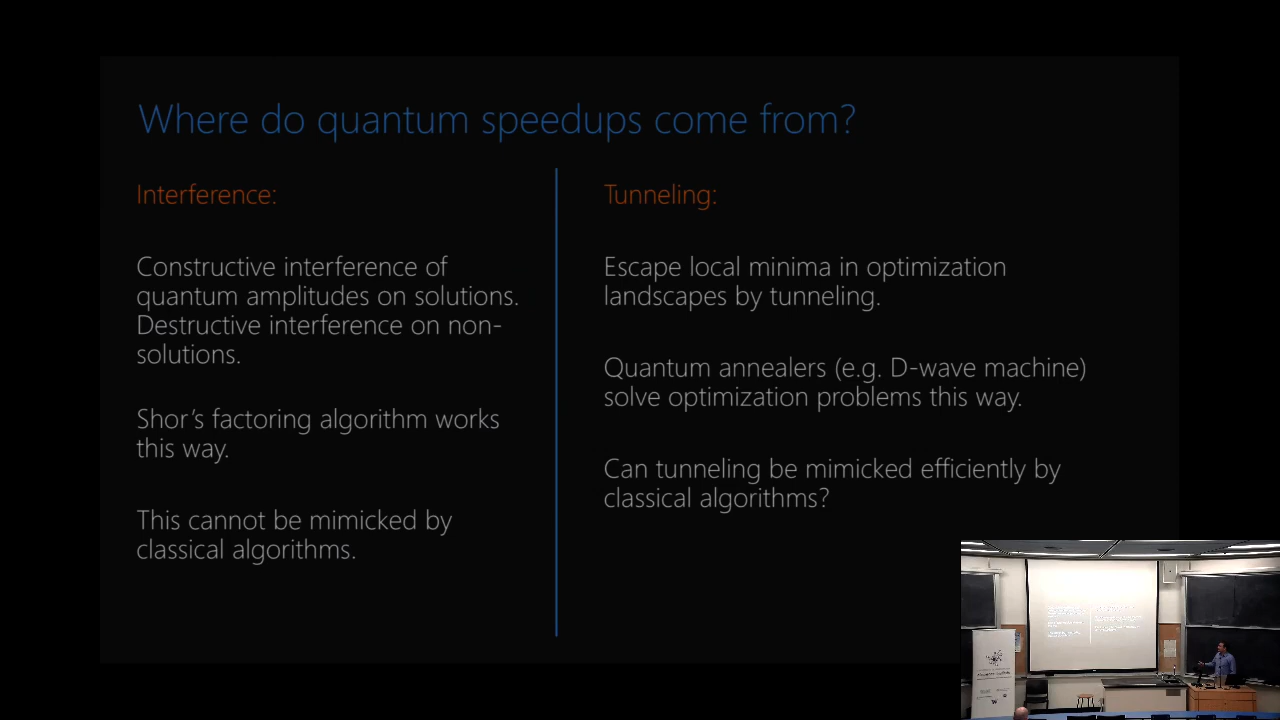 Where do quantum speedups come from?
Interference:
Constructive interference of
quantum amplitudes on solutions.
Destructive interference on non-
solutions.
Shor's factoring algorithm works
this way.
This cannot be mimicked by
classical algorithms.
Tunneling:
Escape local minima in optimization
landscapes by tunneling.
Quantum annealers (e.g. D-wave machine)
solve optimization problems this way.
Can tunneling be mimicked efficiently by
classical algorithms?